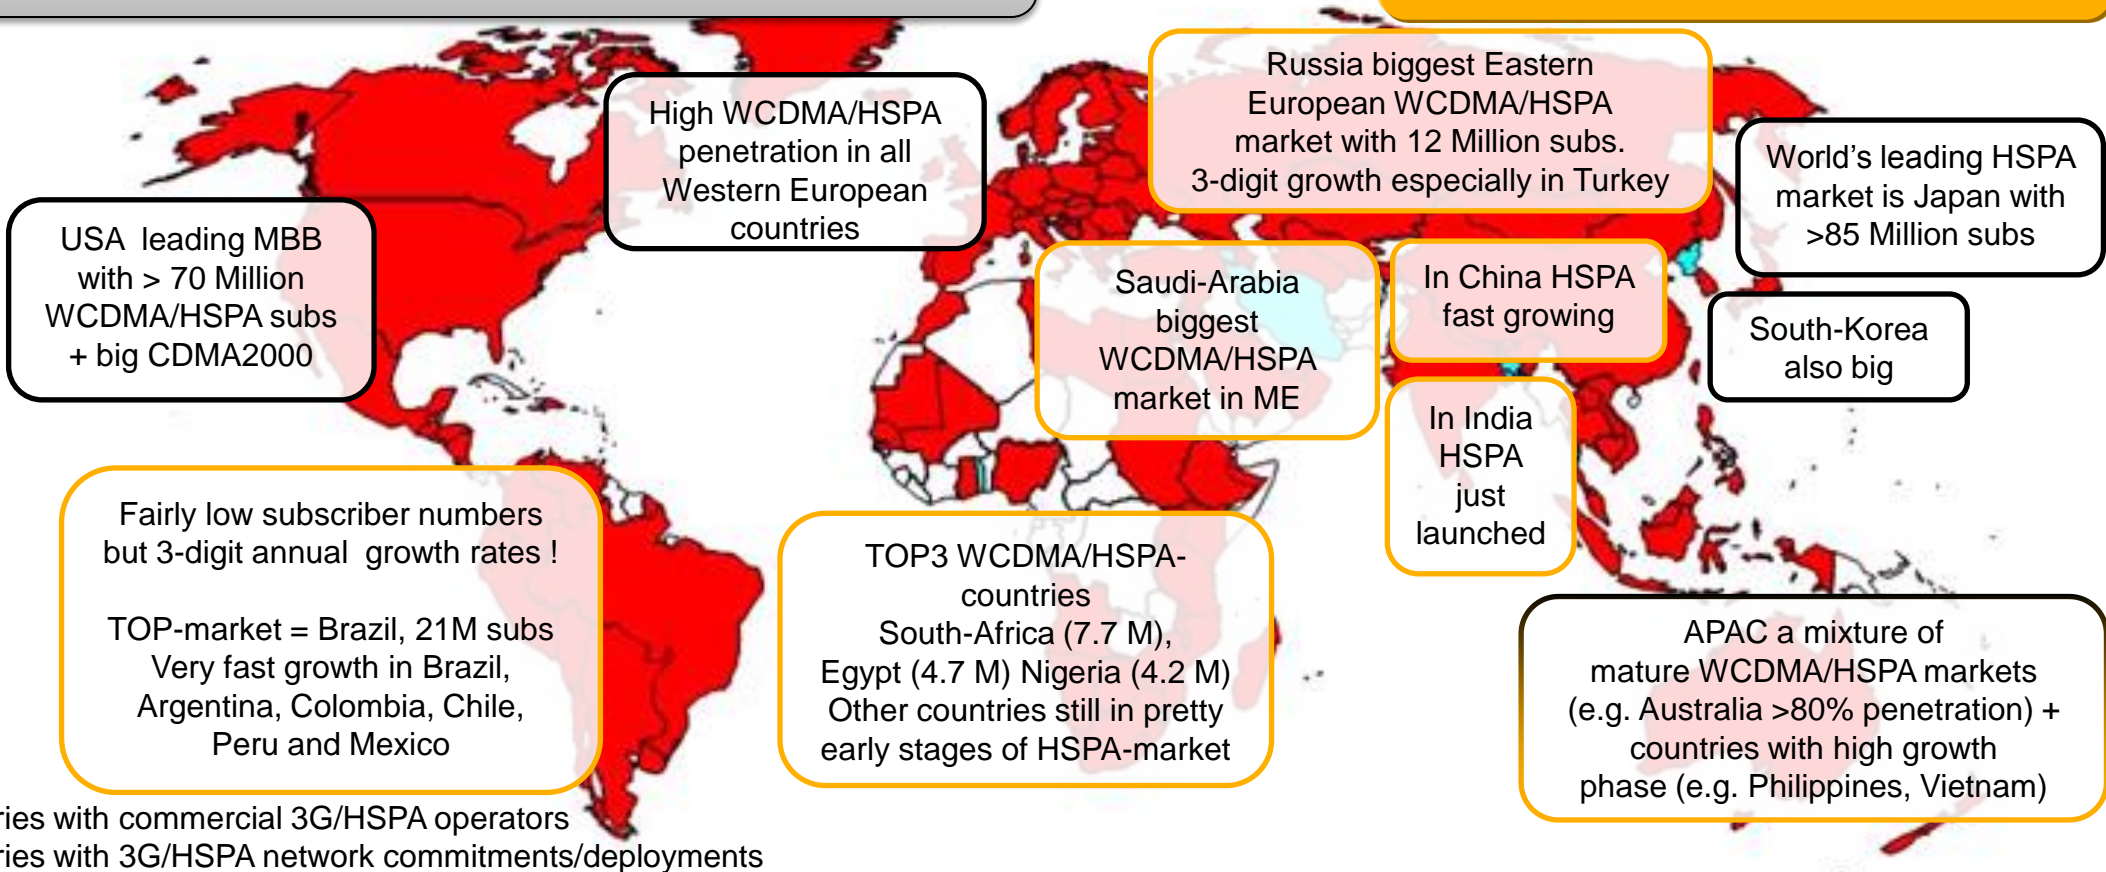 Russia biggest Eastern
European WCDMA/HSPA
market with 12 Million subs.
3-digit growth especially in Turkey
High WCDMA/HSPA
penetration in all
Western European
countries
World's leading HSPA
market is Japan with
>85 Million subs
USA leading MBB
with > 70 Million
WCDMA/HSPA subs
+ big CDMA2000
Saudi-Arabia
biggest
WCDMA/HSPA
market in ME
In China HSPA
fast growing
South-Korea
also big
In India
HSPA
just
launched
Fairly low subscriber numbers
but 3-digit annual growth rates !
TOP-market = Brazil, 21M subs
Very fast growth in Brazil,
Argentina, Colombia, Chile,
Peru and Mexico
TOP3 WCDMA/HSPA-
countries
South-Africa (7.7 M),
Egypt (4.7 M) Nigeria (4.2 M)
Other countries still in pretty
early stages of HSPA-market
APAC a mixture of
mature WCDMA/HSPA markets
(e.g. Australia >80% penetration) +
countries with high growth
phase (e.g. Philippines, Vietnam)
ries with commercial 3G/HSPA operators
ries with 3G/HSPA network commitments/deployments